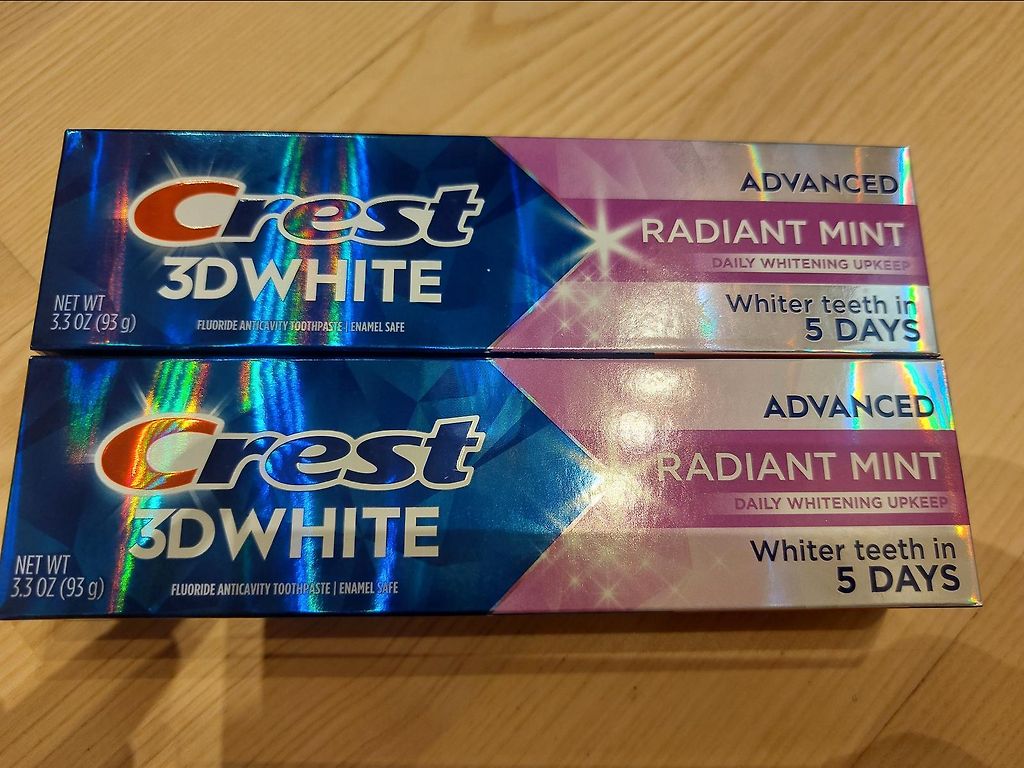 Crest
3DWHITE
NET WT
3.3 OZ (93 g)
FLUORIDE ANTICAVITY TOOTHPASTE | ENAMEL SAFE
ADVANCED
RADIANT MINT
DAILY WHITENING UPKEEP
Whiter teeth in
5 DAYS
Crest
3DWHITE
NET WT
3.3 OZ (93 g)
FLUORIDE ANTICAVITY TOOTHPASTE | ENAMEL SAFE
ADVANCED
RADIANT MINT
DAILY WHITENING UPKEEP
Whiter teeth in
5 DAYS